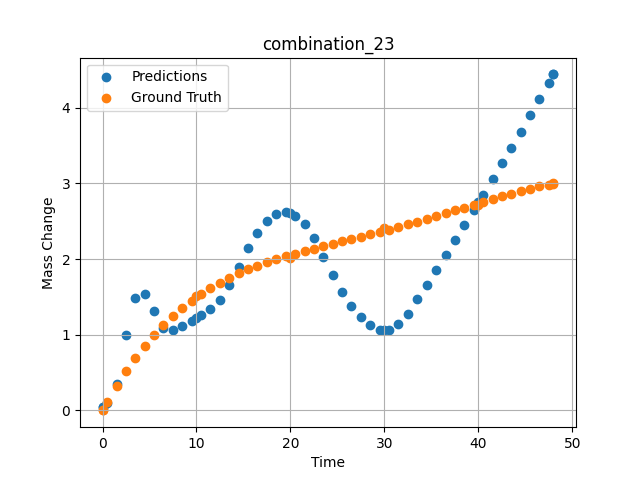 combination_23
Predictions
Ground Truth
4
3
2
1
0
Mass Change
0 10 20 30 40 50
Time